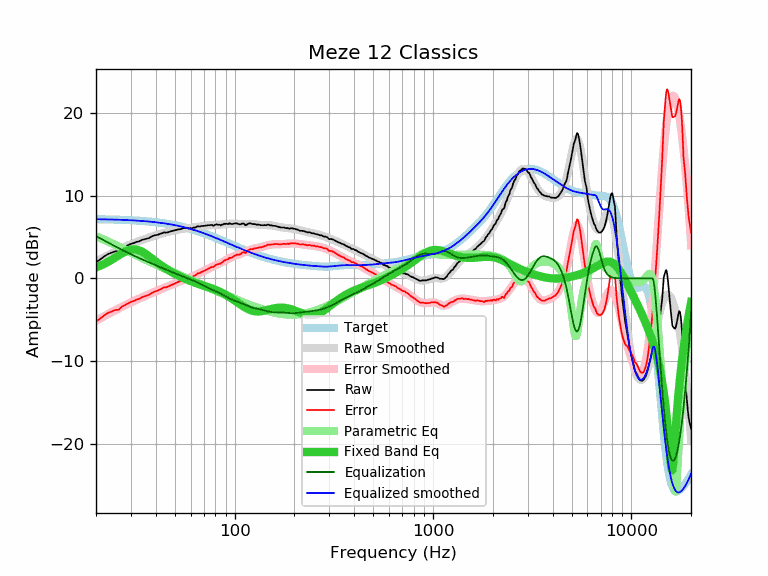 Meze 12 Classics
Amplitude (dBr)
20
10
0
−10
−20
Target
Raw Smoothed
Error Smoothed
Raw
Error
Parametric Eq
Fixed Band Eq
Equalization
Equalized smoothed
100
1000
10000
Frequency (Hz)